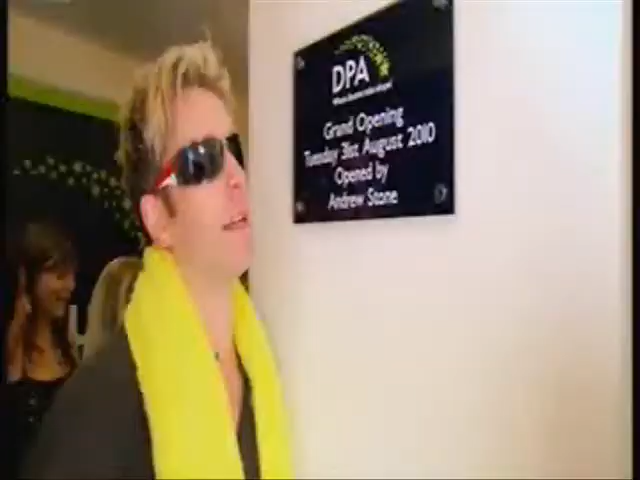 DPA
Grand Opening
Tuesday 31st August 2010
Opened by
Andrew Stone